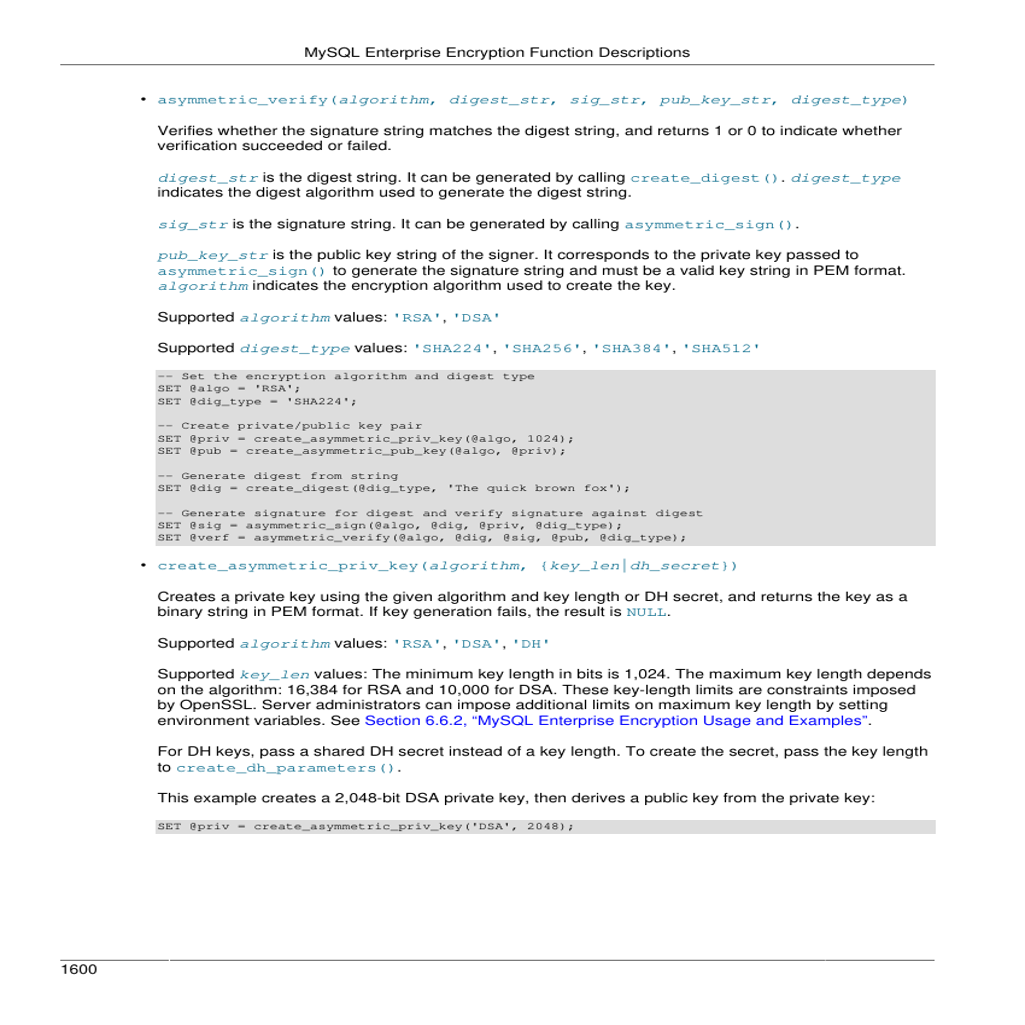 MySQL Enterprise Encryption Function Descriptions
• asymmetric_verify(algorithm, digest_str, sig_str, pub_key_str, digest_type)
Verifies whether the signature string matches the digest string, and returns 1 or 0 to indicate whether
verification succeeded or failed.
digest_str is the digest string. It can be generated by calling create_digest(). digest_type
indicates the digest algorithm used to generate the digest string.
sig_str is the signature string. It can be generated by calling asymmetric_sign().
pub_key_str is the public key string of the signer. It corresponds to the private key passed to
asymmetric_sign() to generate the signature string and must be a valid key string in PEM format.
algorithm indicates the encryption algorithm used to create the key.
Supported algorithm values: 'RSA', 'DSA'
Supported digest_type values: 'SHA224', 'SHA256', 'SHA384', 'SHA512'
-- Set the encryption algorithm and digest type
SET @algo = 'RSA';
SET @dig_type = 'SHA224';
-- Create private/public key pair
SET @priv = create_asymmetric_priv_key(@algo, 1024);
SET @pub = create_asymmetric_pub_key(@algo, @priv);
-- Generate digest from string
SET @dig = create_digest(@dig_type, 'The quick brown fox');
-- Generate signature for digest and verify signature against digest
SET @sig = asymmetric_sign(@algo, @dig, @priv, @dig_type);
SET @verf = asymmetric_verify(@algo, @dig, @sig, @pub, @dig_type);
• create_asymmetric_priv_key(algorithm, {key_len|dh_secret})
Creates a private key using the given algorithm and key length or DH secret, and returns the key as a
binary string in PEM format. If key generation fails, the result is NULL.
Supported algorithm values: 'RSA', 'DSA', 'DH'
Supported key_len values: The minimum key length in bits is 1,024. The maximum key length depends
on the algorithm: 16,384 for RSA and 10,000 for DSA. These key-length limits are constraints imposed
by OpenSSL. Server administrators can impose additional limits on maximum key length by setting
environment variables. See Section 6.6.2, “MySQL Enterprise Encryption Usage and Examples”.
For DH keys, pass a shared DH secret instead of a key length. To create the secret, pass the key length
to create_dh_parameters().
This example creates a 2,048-bit DSA private key, then derives a public key from the private key:
SET @priv = create_asymmetric_priv_key('DSA', 2048);
1600